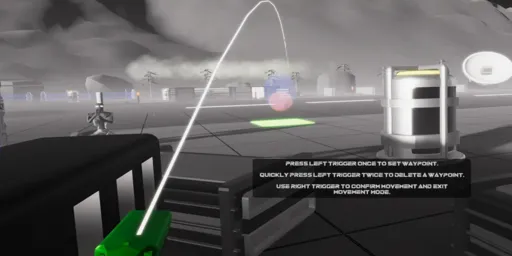 PRESS LEFT TRIGGER ONCE TO SET WAYPOINT.
QUICKLY PRESS LEFT TRIGGER TWICE TO DELETE A WAYPOINT.
USE RIGHT TRIGGER TO CONFIRM MOVEMENT AND EXIT
MOVEMENT MODE.